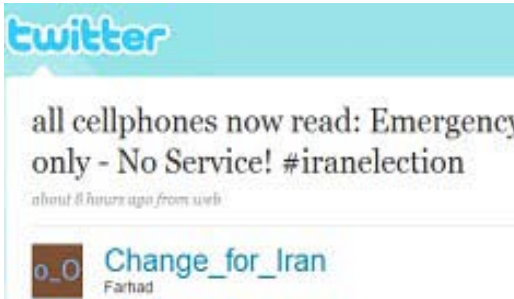 twitter
all cellphones now read: Emergency
only - No Service! #iranelection
about 8 hours ago from web
o_O
Change_for_Iran
Farhad